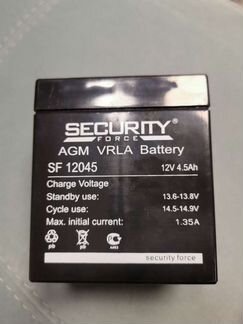 SECURITY
FORCE
AGM VRLA Battery
SF 12045 12V 4.5Ah
Charge Voltage
Standby use: 13.6-13.8V
Cycle use: 14.5-14.9V
Max. initial current: 1.35A
Pb
security force